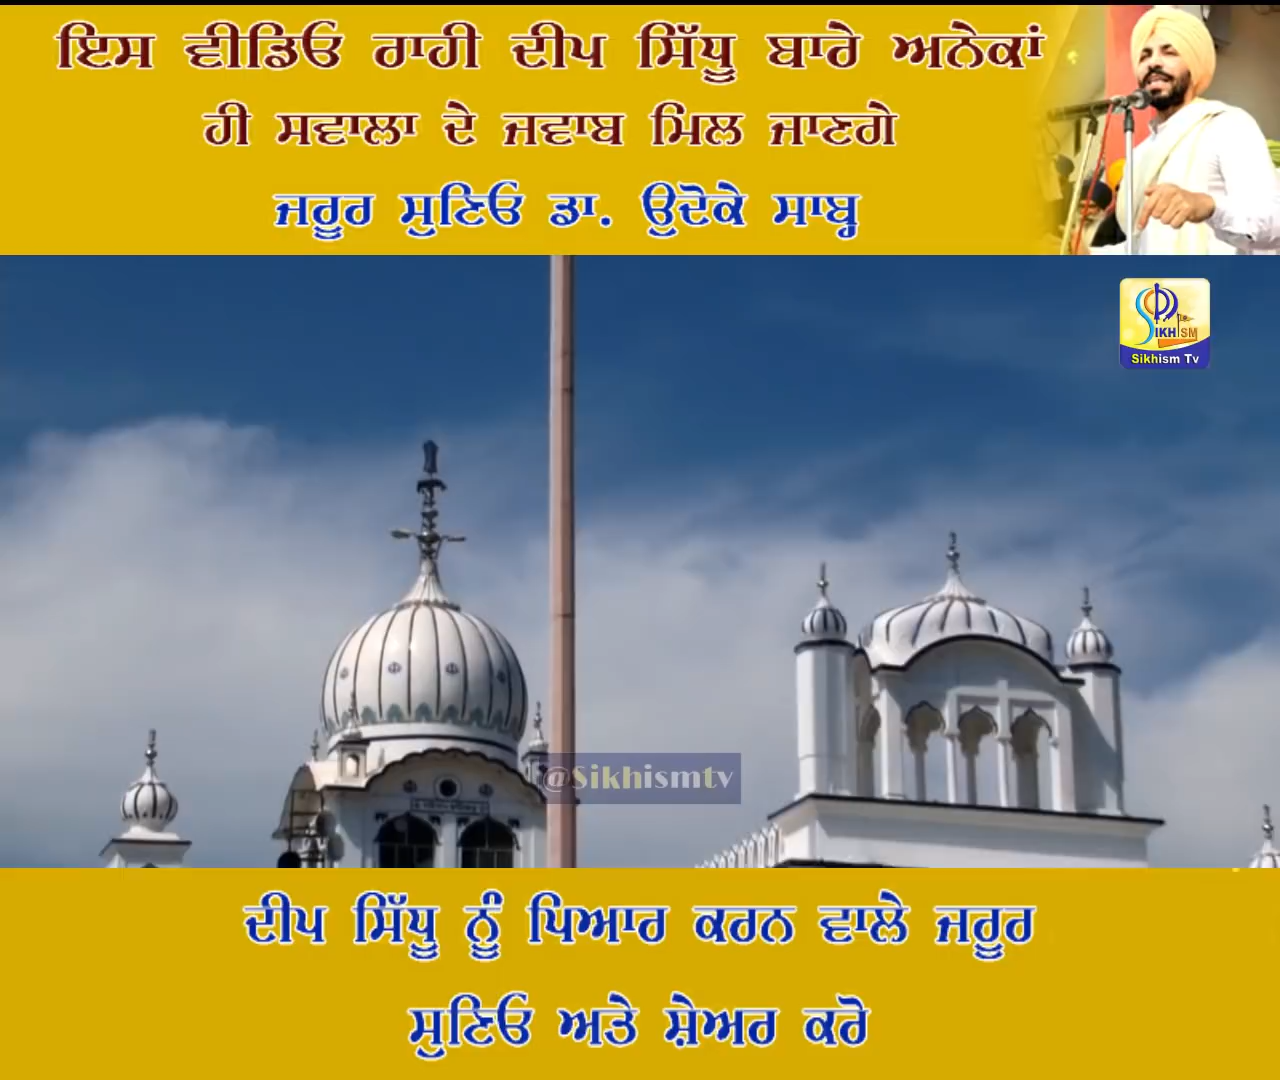 ਇਸ ਵੀਡਿਓ ਰਾਹੀ ਦੀਪ ਸਿੱਧੂ ਬਾਰੇ ਅਨੇਕਾਂ
ਹੀ ਸਵਾਲਾ ਦੇ ਜਵਾਬ ਮਿਲ ਜਾਣਗੇ
ਜਰੂਰ ਸੁਣਿਓ ਡਾ. ਉਦੋਕੇ ਸਾਬ੍ਹ
SIKHISM
Sikhism Tv
@Sikhismtv
ਦੀਪ ਸਿੱਧੂ ਨੂੰ ਪਿਆਰ ਕਰਨ ਵਾਲੇ ਜਰੂਰ
ਸੁਣਿਓ ਅਤੇ ਸ਼ੇਅਰ ਕਰੋ